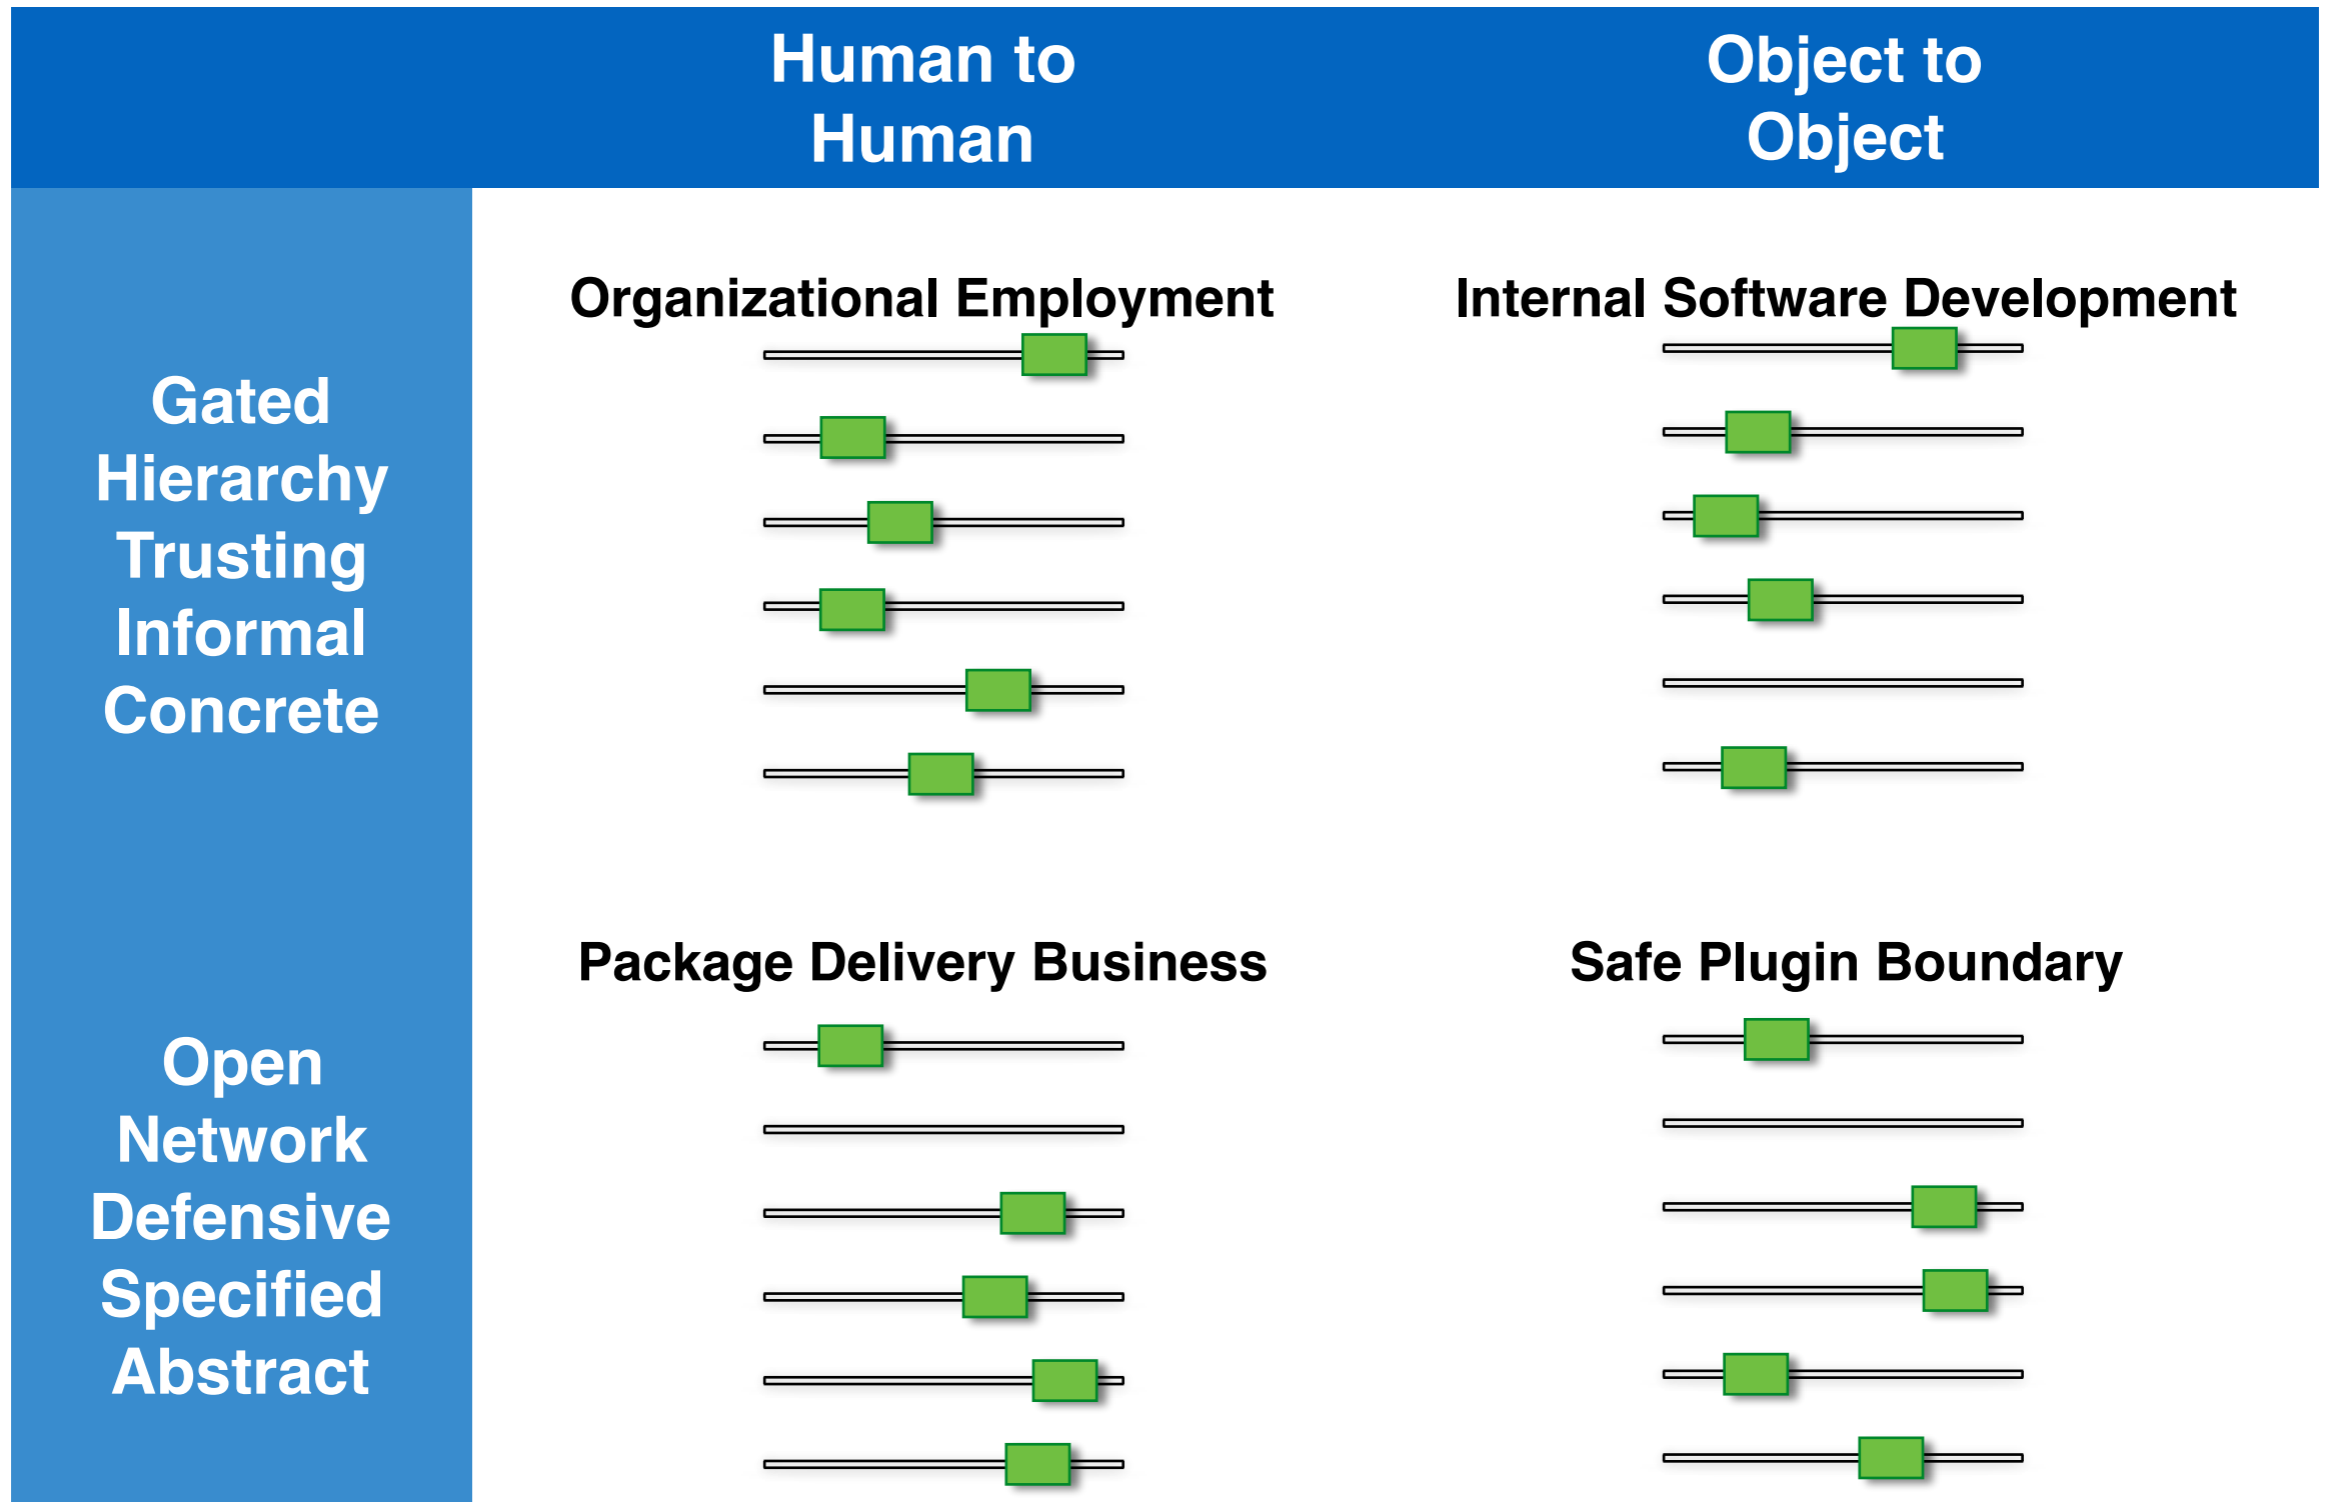 Human to
Human
Object to
Object
Gated
Hierarchy
Trusting
Informal
Concrete
Organizational Employment
Internal Software Development
Open
Network
Defensive
Specified
Abstract
Package Delivery Business
Safe Plugin Boundary